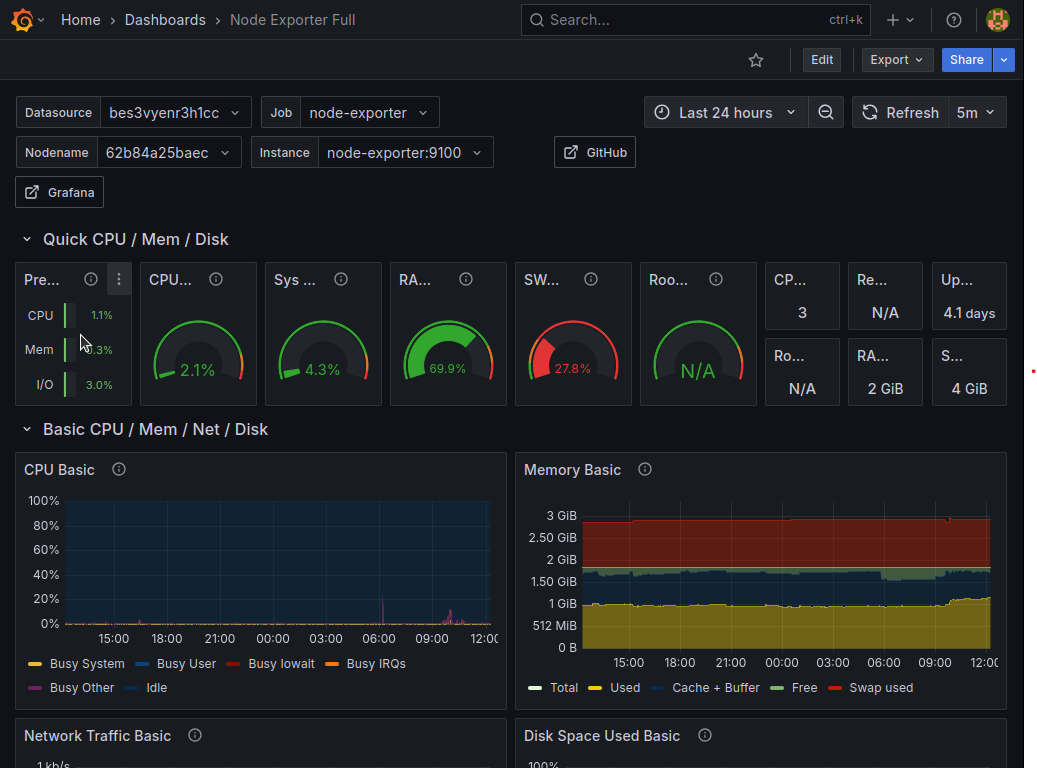 Home › Dashboards › Node Exporter Full
Search... ctrl+k
Edit Export Share
Datasource bes3vyenr3h1cc Job node-exporter Last 24 hours Refresh 5m
Nodename 62b84a25baec Instance node-exporter:9100 GitHub
Grafana
Quick CPU / Mem / Disk
Pre... CPU... Sys ... RA... SW... Roo... CP... Re... Up...
CPU 1.1%
Mem
I/O 3.0%
2.1%
4.3%
69.9%
27.8%
N/A
3 N/A 4.1 days
Ro... RA... S...
N/A 2 GiB 4 GiB
Basic CPU / Mem / Net / Disk
CPU Basic
100%
80%
60%
40%
20%
0%
15:00 18:00 21:00 00:00 03:00 06:00 09:00 12:00
Busy System Busy User Busy Iowait Busy IRQs
Busy Other Idle
Memory Basic
3 GiB
2.50 GiB
2 GiB
1.50 GiB
1 GiB
512 MiB
0 B
15:00 18:00 21:00 00:00 03:00 06:00 09:00 12:00
Total Used Cache + Buffer Free Swap used
Network Traffic Basic
1 kb/s
Disk Space Used Basic
100%